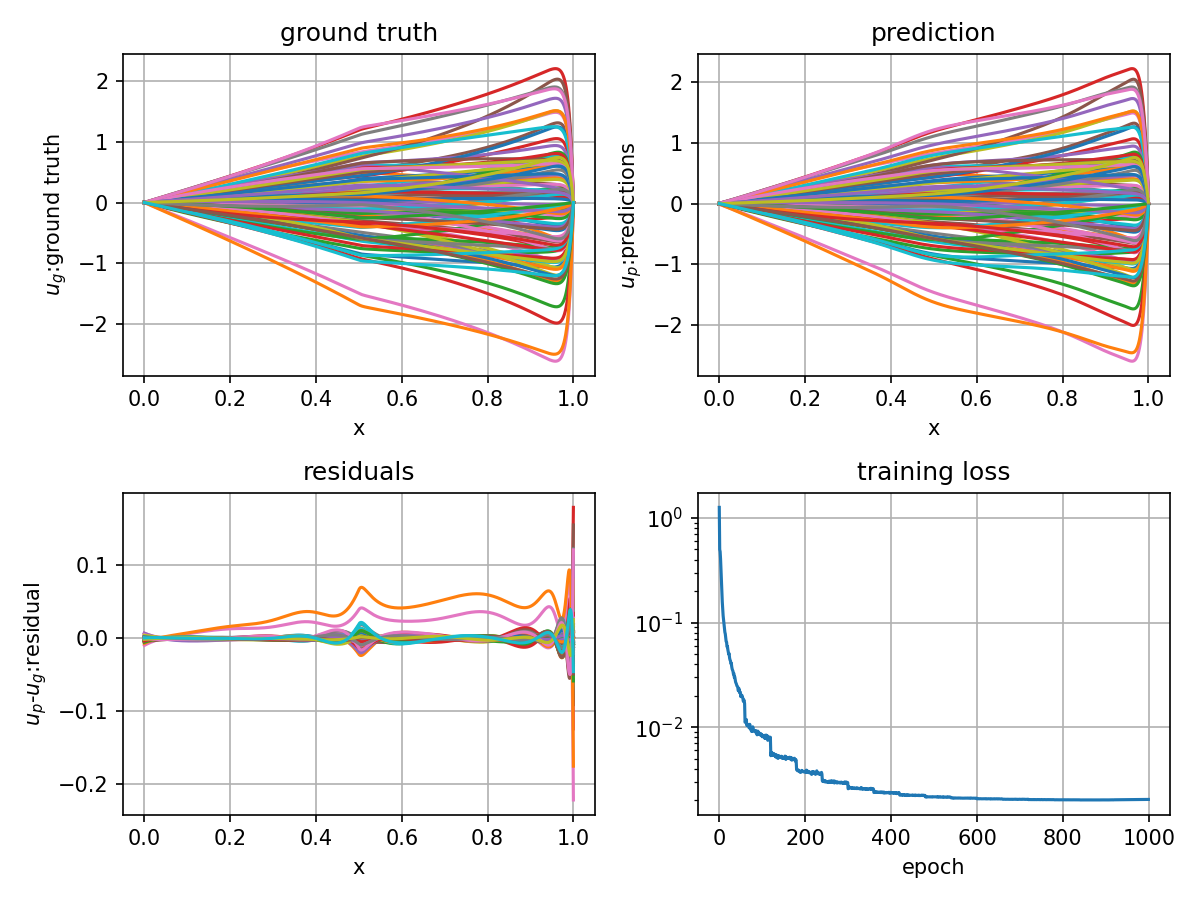 ground truth
u_g:ground truth
2
1
0
−1
−2
0.0 0.2 0.4 0.6 0.8 1.0
x
prediction
u_p:predictions
2
1
0
−1
−2
0.0 0.2 0.4 0.6 0.8 1.0
x
residuals
u_p-u_g:residual
0.1
0.0
−0.1
−0.2
0.0 0.2 0.4 0.6 0.8 1.0
x
training loss
10^0
10^−1
10^−2
0 200 400 600 800 1000
epoch